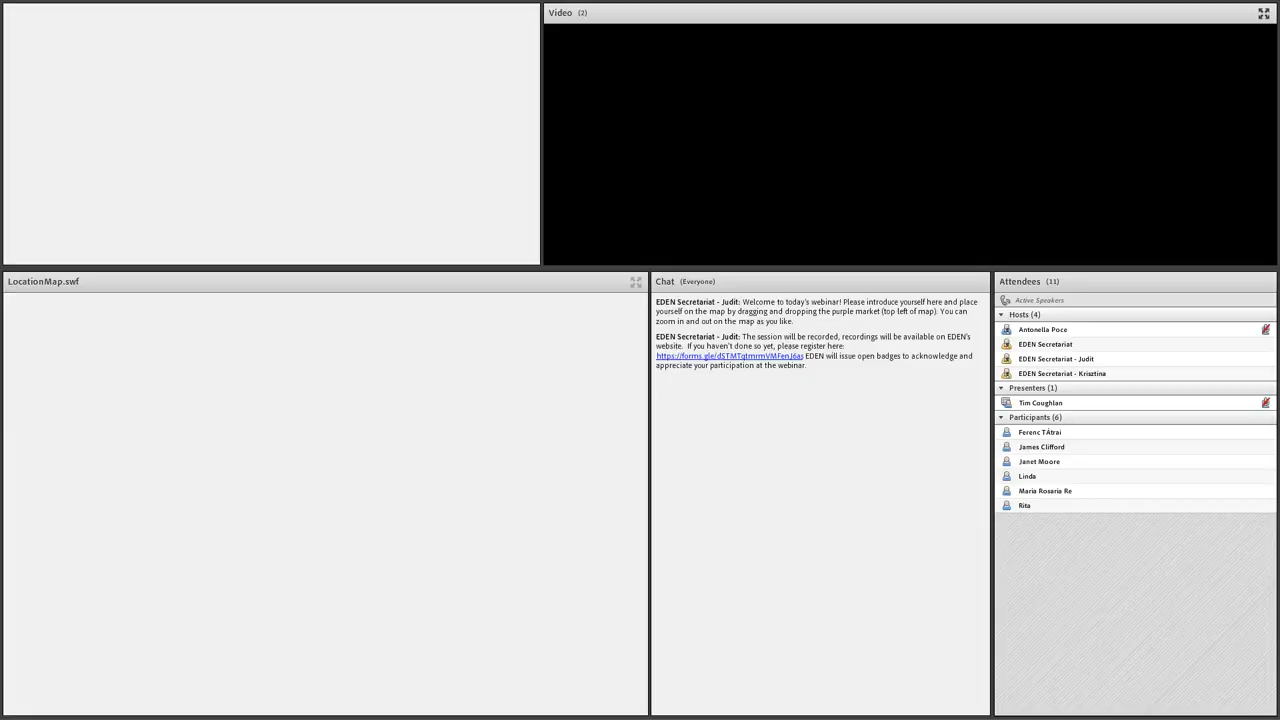 Video (2)
LocationMap.swf
Chat (Everyone)
EDEN Secretariat - Judit: Welcome to today's webinar! Please introduce yourself here and place
yourself on the map by dragging and dropping the purple market (top left of map). You can
zoom in and out on the map as you like.
EDEN Secretariat - Judit: The session will be recorded, recordings will be available on EDEN's
website. If you haven't done so yet, please register here:
https://forms.gle/dSTMTqtmrmVMFenJ6as EDEN will issue open badges to acknowledge and
appreciate your participation at the webinar.
Attendees (11)
Active Speakers
Hosts (4)
Antonella Poce
EDEN Secretariat
EDEN Secretariat - Judit
EDEN Secretariat - Krisztina
Presenters (1)
Tim Coughlan
Participants (6)
Ferenc TÁtrai
James Clifford
Janet Moore
Linda
Maria Rosaria Re
Rita